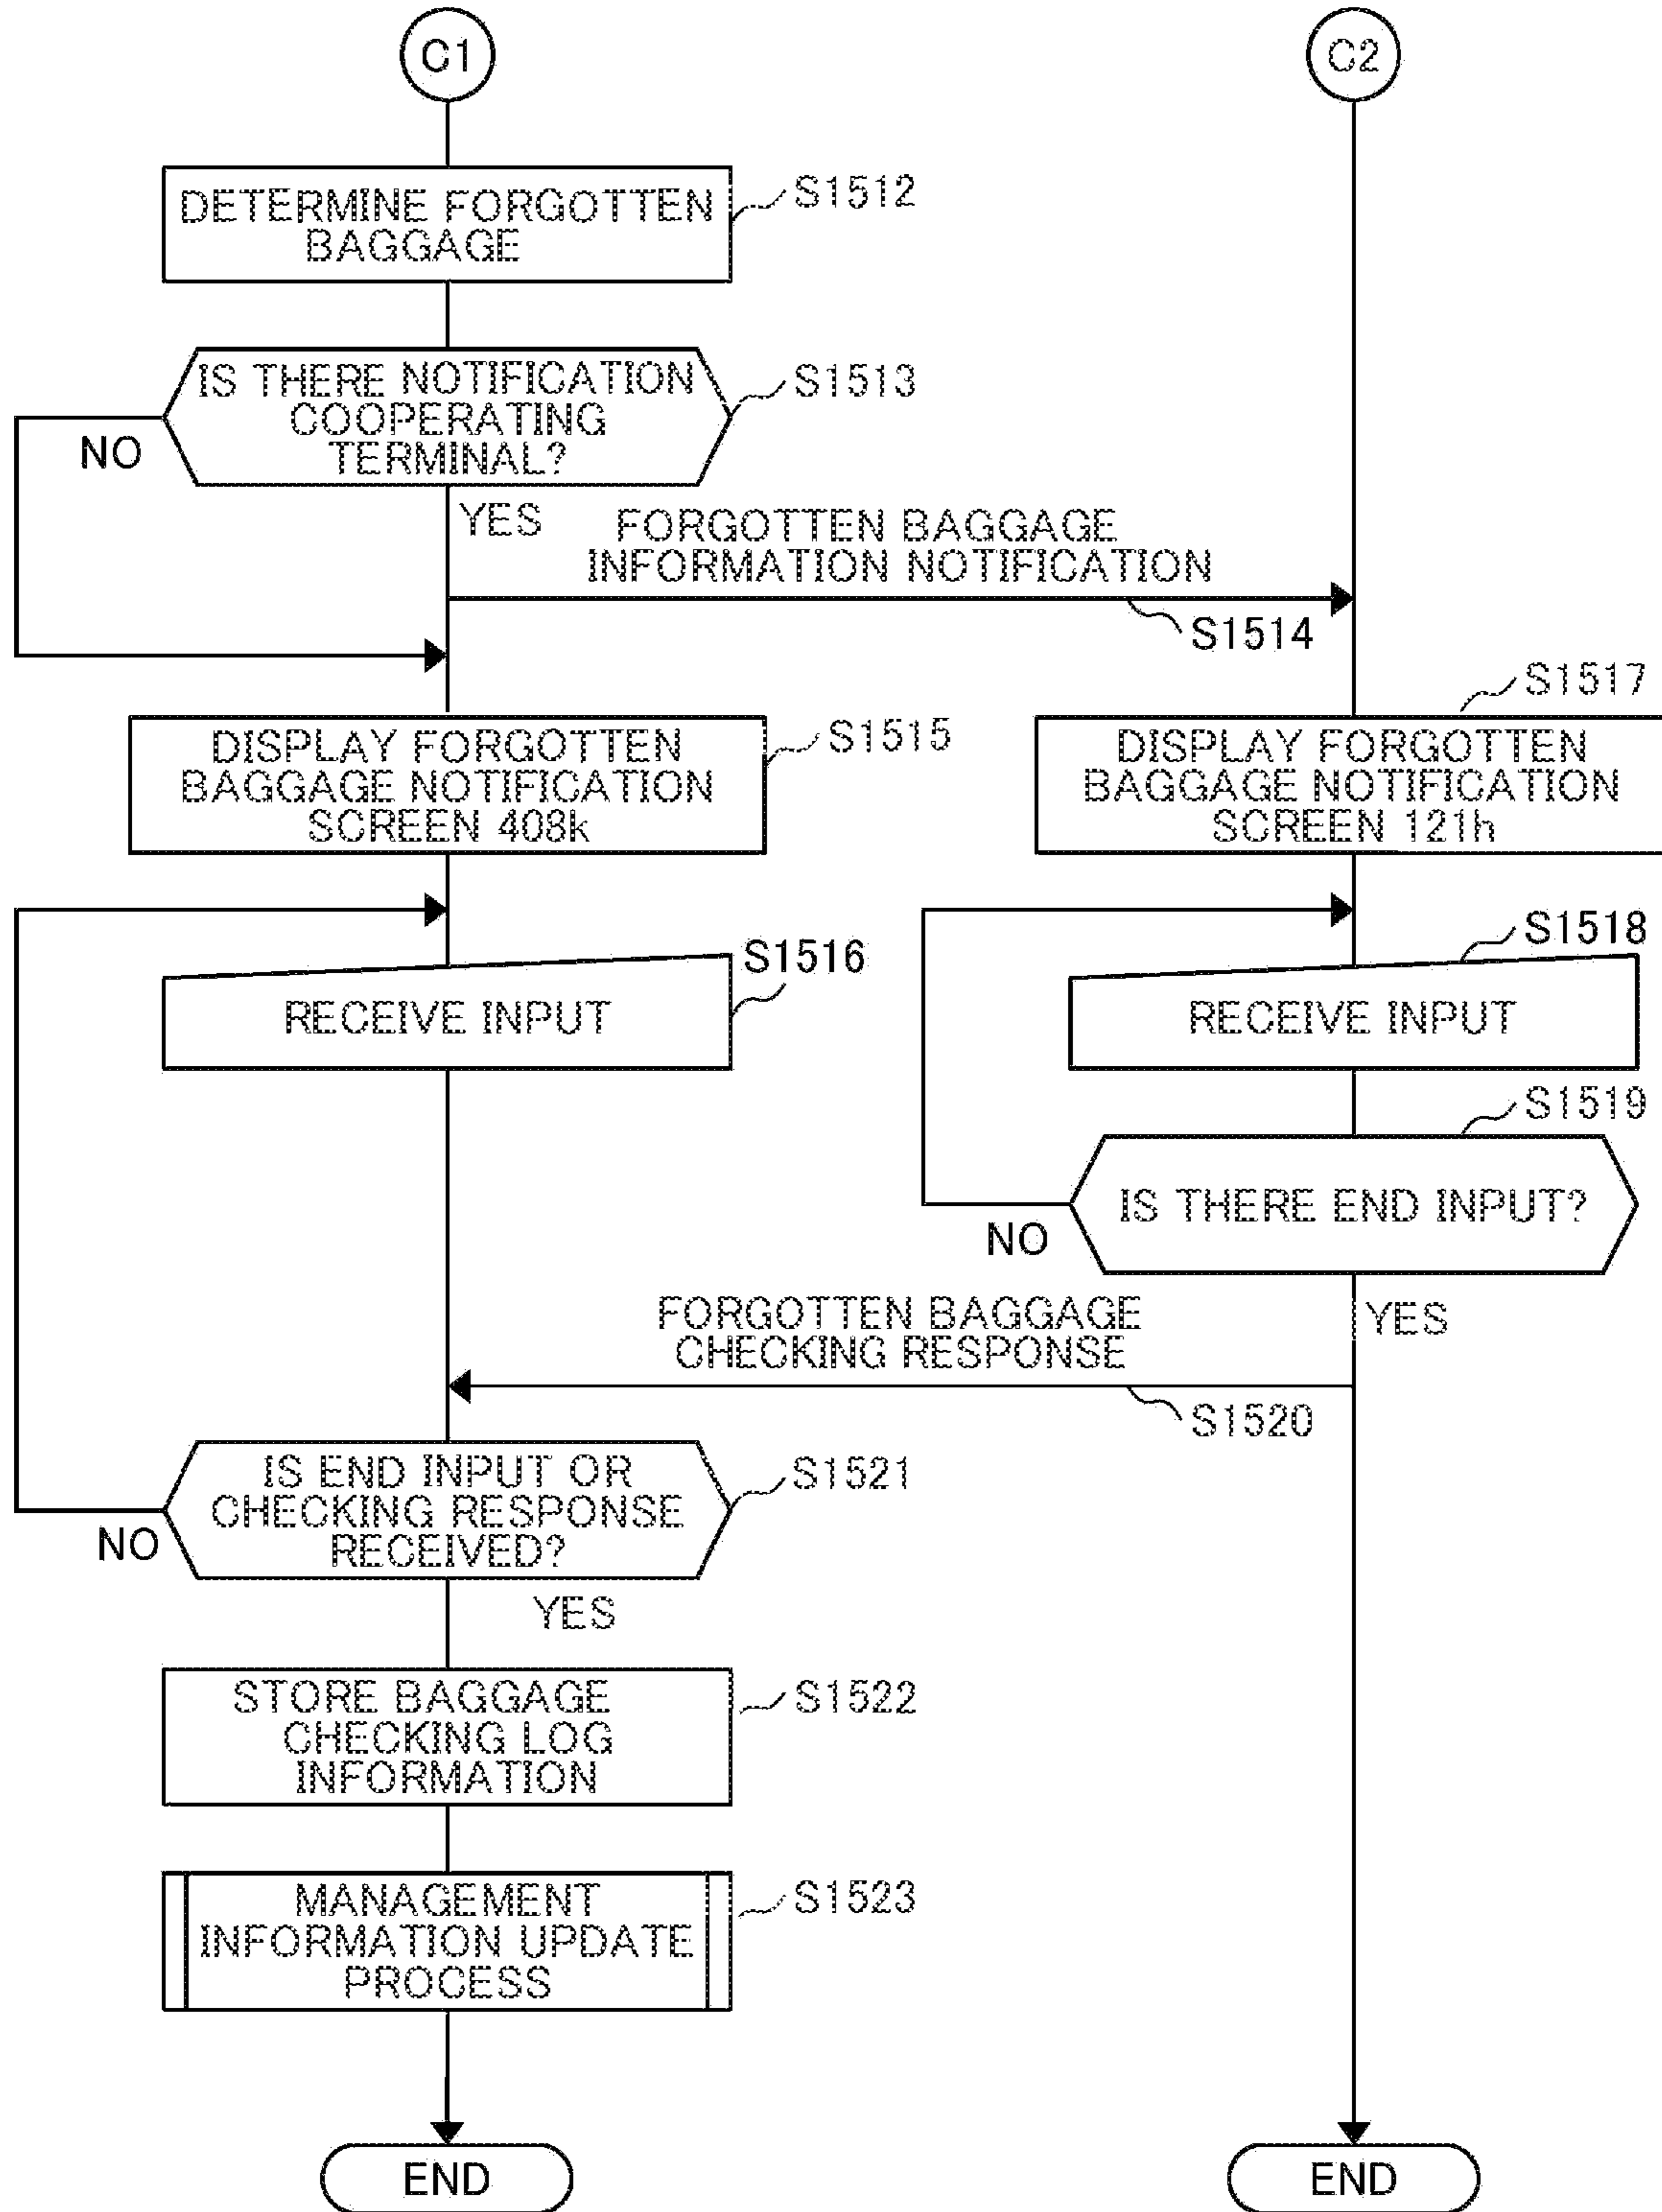 C1
C2
DETERMINE FORGOTTEN
BAGGAGE
S1512
IS THERE NOTIFICATION
COOPERATING
TERMINAL?
S1513
NO
YES
FORGOTTEN BAGGAGE
INFORMATION NOTIFICATION
S1514
DISPLAY FORGOTTEN
BAGGAGE NOTIFICATION
SCREEN 408k
S1515
S1517
DISPLAY FORGOTTEN
BAGGAGE NOTIFICATION
SCREEN 121h
S1516
RECEIVE INPUT
S1518
RECEIVE INPUT
S1519
IS THERE END INPUT?
NO
YES
FORGOTTEN BAGGAGE
CHECKING RESPONSE
S1520
IS END INPUT OR
CHECKING RESPONSE
RECEIVED?
S1521
NO
YES
STORE BAGGAGE
CHECKING LOG
INFORMATION
S1522
MANAGEMENT
INFORMATION UPDATE
PROCESS
S1523
END
END